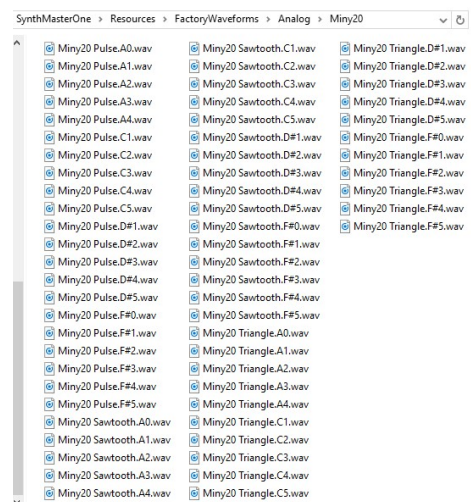 SynthMasterOne > Resources > FactoryWaveforms > Analog > Miny20
Miny20 Pulse.A0.wav
Miny20 Pulse.A1.wav
Miny20 Pulse.A2.wav
Miny20 Pulse.A3.wav
Miny20 Pulse.A4.wav
Miny20 Pulse.C1.wav
Miny20 Pulse.C2.wav
Miny20 Pulse.C3.wav
Miny20 Pulse.C4.wav
Miny20 Pulse.C5.wav
Miny20 Pulse.D#1.wav
Miny20 Pulse.D#2.wav
Miny20 Pulse.D#3.wav
Miny20 Pulse.D#4.wav
Miny20 Pulse.D#5.wav
Miny20 Pulse.F#0.wav
Miny20 Pulse.F#1.wav
Miny20 Pulse.F#2.wav
Miny20 Pulse.F#3.wav
Miny20 Pulse.F#4.wav
Miny20 Pulse.F#5.wav
Miny20 Sawtooth.A0.wav
Miny20 Sawtooth.A1.wav
Miny20 Sawtooth.A2.wav
Miny20 Sawtooth.A3.wav
Miny20 Sawtooth.A4.wav
Miny20 Sawtooth.C1.wav
Miny20 Sawtooth.C2.wav
Miny20 Sawtooth.C3.wav
Miny20 Sawtooth.C4.wav
Miny20 Sawtooth.C5.wav
Miny20 Sawtooth.D#1.wav
Miny20 Sawtooth.D#2.wav
Miny20 Sawtooth.D#3.wav
Miny20 Sawtooth.D#4.wav
Miny20 Sawtooth.D#5.wav
Miny20 Sawtooth.F#0.wav
Miny20 Sawtooth.F#1.wav
Miny20 Sawtooth.F#2.wav
Miny20 Sawtooth.F#3.wav
Miny20 Sawtooth.F#4.wav
Miny20 Sawtooth.F#5.wav
Miny20 Triangle.A0.wav
Miny20 Triangle.A1.wav
Miny20 Triangle.A2.wav
Miny20 Triangle.A3.wav
Miny20 Triangle.A4.wav
Miny20 Triangle.C1.wav
Miny20 Triangle.C2.wav
Miny20 Triangle.C3.wav
Miny20 Triangle.C4.wav
Miny20 Triangle.C5.wav
Miny20 Triangle.D#1.wav
Miny20 Triangle.D#2.wav
Miny20 Triangle.D#3.wav
Miny20 Triangle.D#4.wav
Miny20 Triangle.D#5.wav
Miny20 Triangle.F#0.wav
Miny20 Triangle.F#1.wav
Miny20 Triangle.F#2.wav
Miny20 Triangle.F#3.wav
Miny20 Triangle.F#4.wav
Miny20 Triangle.F#5.wav